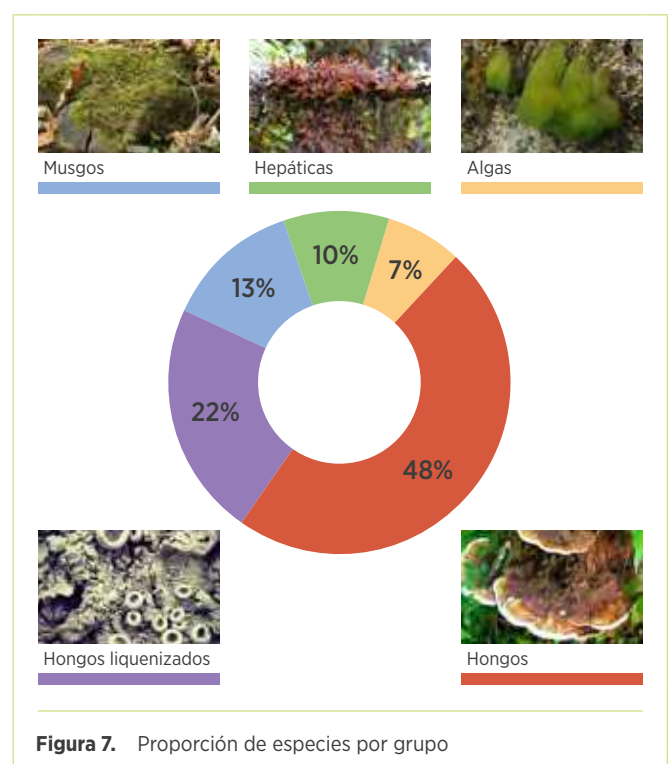 Musgos
Hepáticas
Algas
10%
7%
13%
22%
48%
Hongos liquenizados
Hongos
Figura 7. Proporción de especies por grupo